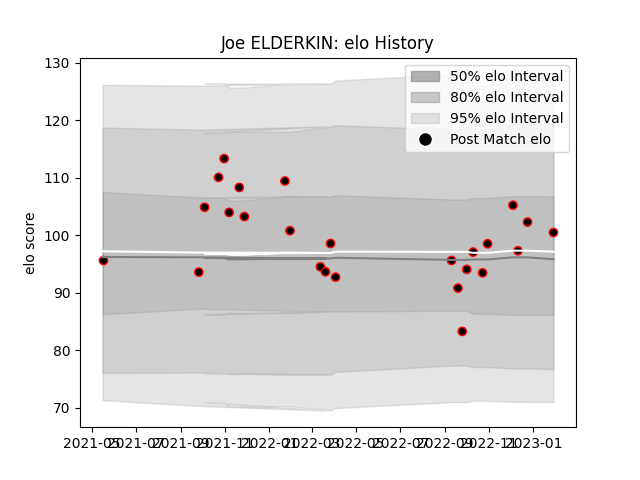 Joe ELDERKIN: elo History
130
120
110
100
90
80
70
elo score
50% elo Interval
80% elo Interval
95% elo Interval
Post Match elo
2021-05 2021-07 2021-09 2021-11 2022-01 2022-03 2022-05 2022-07 2022-09 2022-11 2023-01